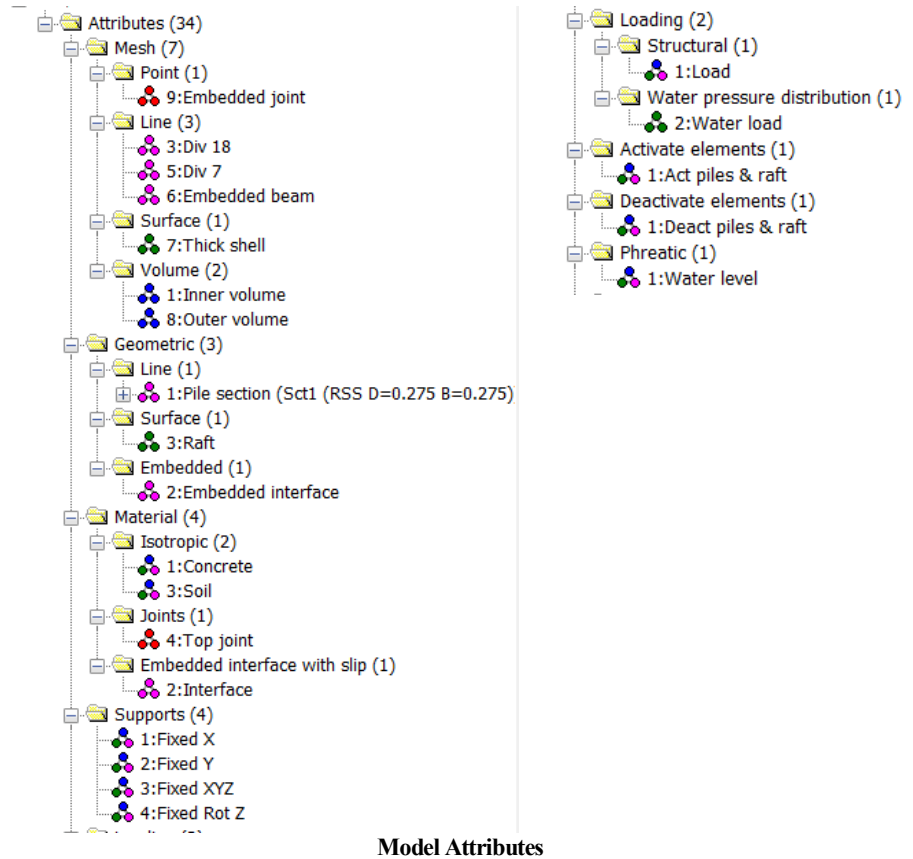 Attributes (34)
Mesh (7)
Point (1)
9:Embedded joint
Line (3)
3:Div 18
5:Div 7
6:Embedded beam
Surface (1)
7:Thick shell
Volume (2)
1:Inner volume
8:Outer volume
Geometric (3)
Line (1)
1:Pile section (Sct1 (RSS D=0.275 B=0.275)
Surface (1)
3:Raft
Embedded (1)
2:Embedded interface
Material (4)
Isotropic (2)
1:Concrete
3:Soil
Joints (1)
4:Top joint
Embedded interface with slip (1)
2:Interface
Supports (4)
1:Fixed X
2:Fixed Y
3:Fixed XYZ
4:Fixed Rot Z
Loading (2)
Structural (1)
1:Load
Water pressure distribution (1)
2:Water load
Activate elements (1)
1:Act piles & raft
Deactivate elements (1)
1:Deact piles & raft
Phreatic (1)
1:Water level
Model Attributes